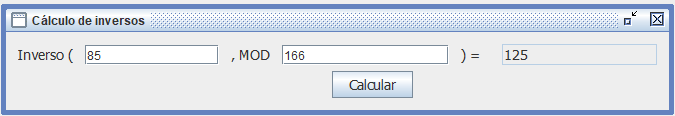 Cálculo de inversos
Inverso ( 85 , MOD 166 ) = 125
Calcular